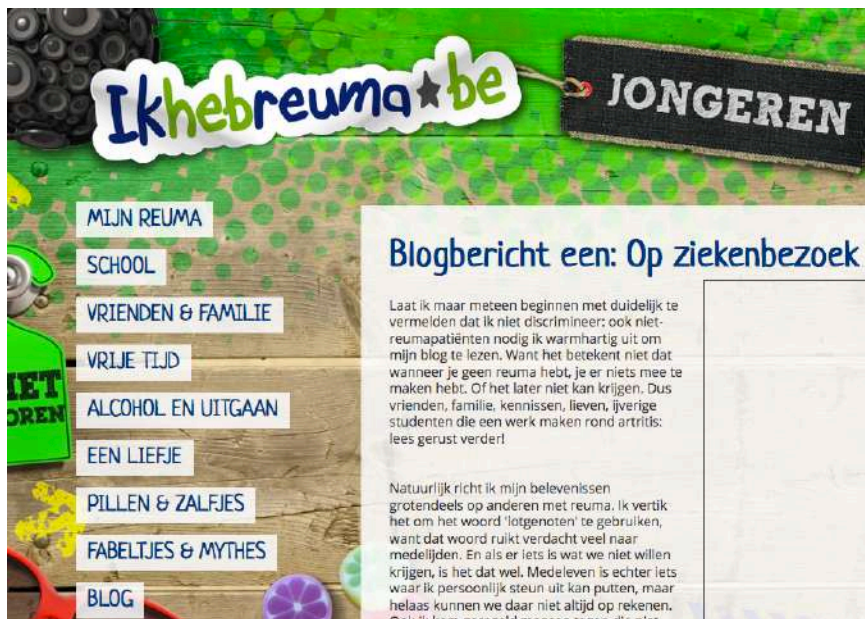 Ikhebreuma★be
JONGEREN
MIJN REUMA
SCHOOL
VRIENDEN & FAMILIE
VRIJE TIJD
ALCOHOL EN UITGAAN
EEN LIEFJE
PILLEN & ZALFJES
FABELTJES & MYTHES
BLOG
Blogbericht een: Op ziekenbezoek
Laat ik maar meteen beginnen met duidelijk te
vermelden dat ik niet discrimineer: ook niet-
reumapatiënten nodig ik warmhartig uit om
mijn blog te lezen. Want het betekent niet dat
wanneer je geen reuma hebt, je er niets mee te
maken hebt. Of het later niet kan krijgen. Dus
vrienden, familie, kennissen, lieven, ijverige
studenten die een werk maken rond artritis:
lees gerust verder!
Natuurlijk richt ik mijn belevenissen
grotendeels op anderen met reuma. Ik vertik
het om het woord 'lotgenoten' te gebruiken,
want dat woord ruikt verdacht veel naar
medelijden. En als er iets is wat we niet willen
krijgen, is het dat wel. Medeleven is echter iets
waar ik persoonlijk steun uit kan putten, maar
helaas kunnen we daar niet altijd op rekenen.